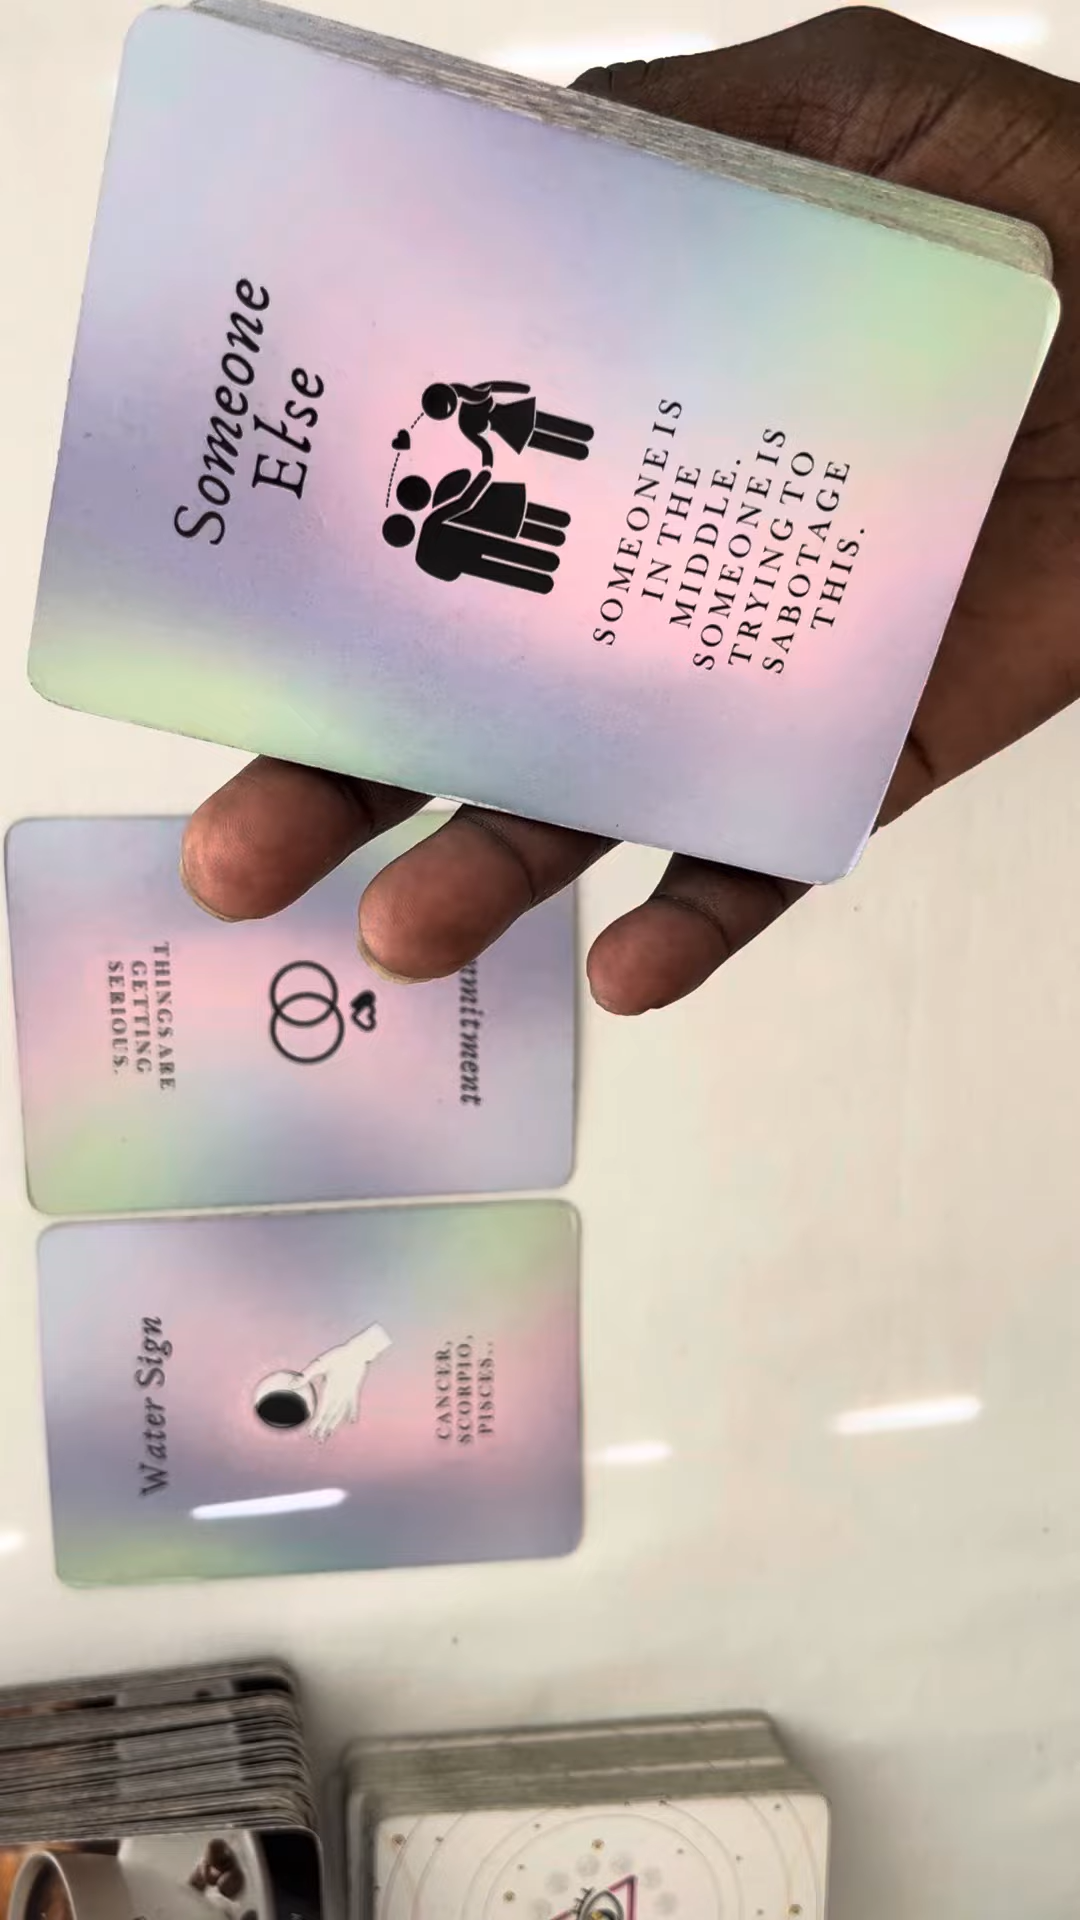 Someone
Else
SOMEONE IS
IN THE
MIDDLE.
SOMEONE IS
TRYING TO
SABOTAGE
THIS.
mmitment
THINGS ARE
GETTING
SERIOUS.
Water Sign
CANCER,
SCORPIO,
PISCES..